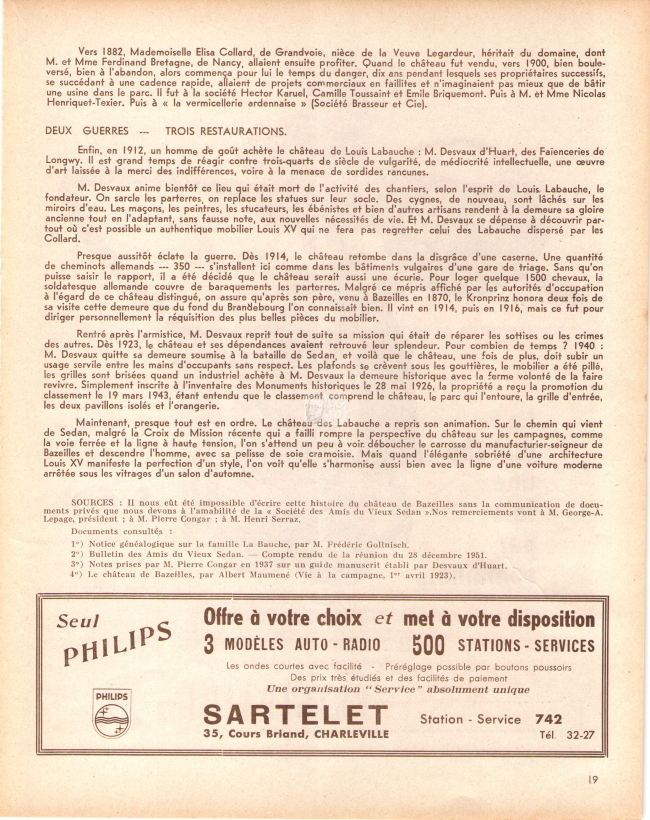 Vers 1882, Mademoiselle Elisa Collard, de Grandvoie, nièce de la Veuve Legardeur, héritait du domaine, dont
M. et Mme Ferdinand Bretagne, de Nancy, allaient ensuite profiter. Quand le château fut vendu, vers 1900, bien boule-
versé, bien à l'abandon, alors commença pour lui le temps du danger, dix ans pendant lesquels ses propriétaires successifs,
se succédant à une cadence rapide, allaient de projets commerciaux en faillites et n'imaginaient pas mieux que de bâtir
une usine dans le parc. Il fut à la société Hector Karuel, Camille Toussaint et Emile Briquemont. Puis à M. et Mme Nicolas
Henriquet-Texier. Puis à « la vermicellerie ardennaise » (Société Brasseur et Cie).
DEUX GUERRES — TROIS RESTAURATIONS.
Enfin, en 1912, un homme de goût achète le château de Louis Labauche : M. Desvaux d'Huart, des Faïenceries de
Longwy. Il est grand temps de réagir contre trois-quarts de siècle de vulgarité, de médiocrité intellectuelle, une œuvre
d'art laissée à la merci des indifférences, voire à la menace de sordides rancunes.
M. Desvaux anime bientôt ce lieu qui était mort de l'activité des chantiers, selon l'esprit de Louis Labauche, le
fondateur. On sarcle les parterres, on replace les statues sur leur socle. Des cygnes, de nouveau, sont lâchés sur les
miroirs d'eau. Les maçons, les peintres, les stucateurs, les ébénistes et bien d'autres artisans rendent à la demeure sa gloire
ancienne tout en l'adaptant, sans fausse note, aux nouvelles nécessités de vie. Et M. Desvaux se dépense à découvrir par-
tout où c'est possible un authentique mobilier Louis XV qui ne fera pas regretter celui des Labauche dispersé par les
Collard.
Presque aussitôt éclate la guerre. Dès 1914, le château retombe dans la disgrâce d'une caserne. Une quantité
de cheminots allemands — 350 — s'installent ici comme dans les bâtiments vulgaires d'une gare de triage. Sans qu'on
puisse saisir le rapport, il a été décidé que le château serait aussi une écurie. Pour loger quelque 1500 chevaux, la
soldatesque allemande couvre de baraquements les parterres. Malgré ce mépris affiché par les autorités d'occupation
à l'égard de ce château distingué, on assure qu'après son père, venu à Bazeilles en 1870, le Kronprinz honora deux fois de
sa visite cette demeure que du fond du Brandebourg l'on connaissait bien. Il vint en 1914, puis en 1916, mais ce fut pour
diriger personnellement la réquisition des plus belles pièces du mobilier.
Rentré après l'armistice, M. Desvaux reprit tout de suite sa mission qui était de réparer les sottises ou les crimes
des autres. Dès 1923, le château et ses dépendances avaient retrouvé leur splendeur. Pour combien de temps ? 1940 :
M. Desvaux quitte sa demeure soumise à la bataille de Sedan, et voilà que le château, une fois de plus, doit subir un
usage servile entre les mains d'occupants sans respect. Les plafonds se crèvent sous les gouttières, le mobilier a été pillé,
les grilles sont brisées quand un industriel achète à M. Desvaux la demeure historique avec la ferme volonté de la faire
revivre. Simplement inscrite à l'inventaire des Monuments historiques le 28 mai 1926, la propriété a reçu la promotion du
classement le 19 mars 1943, étant entendu que le classement comprend le château, le parc qui l'entoure, la grille d'entrée,
les deux pavillons isolés et l'orangerie.
Maintenant, presque tout est en ordre. Le château des Labauche a repris son animation. Sur le chemin qui vient
de Sedan, malgré la Croix de Mission récente qui a failli rompre la perspective du château sur les campagnes, comme
la voie ferrée et la ligne à haute tension, l'on s'attend un peu à voir déboucher le carrosse du manufacturier-seigneur de
Bazeilles et descendre l'homme, avec sa pelisse de soie cramoisie. Mais quand l'élégante sobriété d'une architecture
Louis XV manifeste la perfection d'un style, l'on voit qu'elle s'harmonise aussi bien avec la ligne d'une voiture moderne
arrêtée sous les vitrages d'un salon d'automne.
SOURCES : Il nous eût été impossible d'écrire cette histoire du château de Bazeilles sans la communication de docu-
ments privés que nous devons à l'amabilité de la « Société des Amis du Vieux Sedan ».Nos remerciements vont à M. George-A.
Lepage, président ; à M. Pierre Congar ; à M. Henri Serraz.
Documents consultés :
1°) Notice généalogique sur la famille La Bauche, par M. Frédéric Gollnisch.
2°) Bulletin des Amis du Vieux Sedan. — Compte rendu de la réunion du 28 décembre 1951.
3°) Notes prises par M. Pierre Congar en 1937 sur un guide manuscrit établi par Desvaux d'Huart.
4°) Le château de Bazeilles, par Albert Maumené (Vie à la campagne, 1er avril 1923).
Seul
PHILIPS
Offre à votre choix et met à votre disposition
3 MODÈLES AUTO - RADIO 500 STATIONS - SERVICES
Les ondes courtes avec facilité - Préréglage possible par boutons poussoirs
Des prix très étudiés et des facilités de paiement
Une organisation "Service" absolument unique
PHILIPS
SARTELET Station - Service 742
35, Cours Briand, CHARLEVILLE Tél. 32-27
19